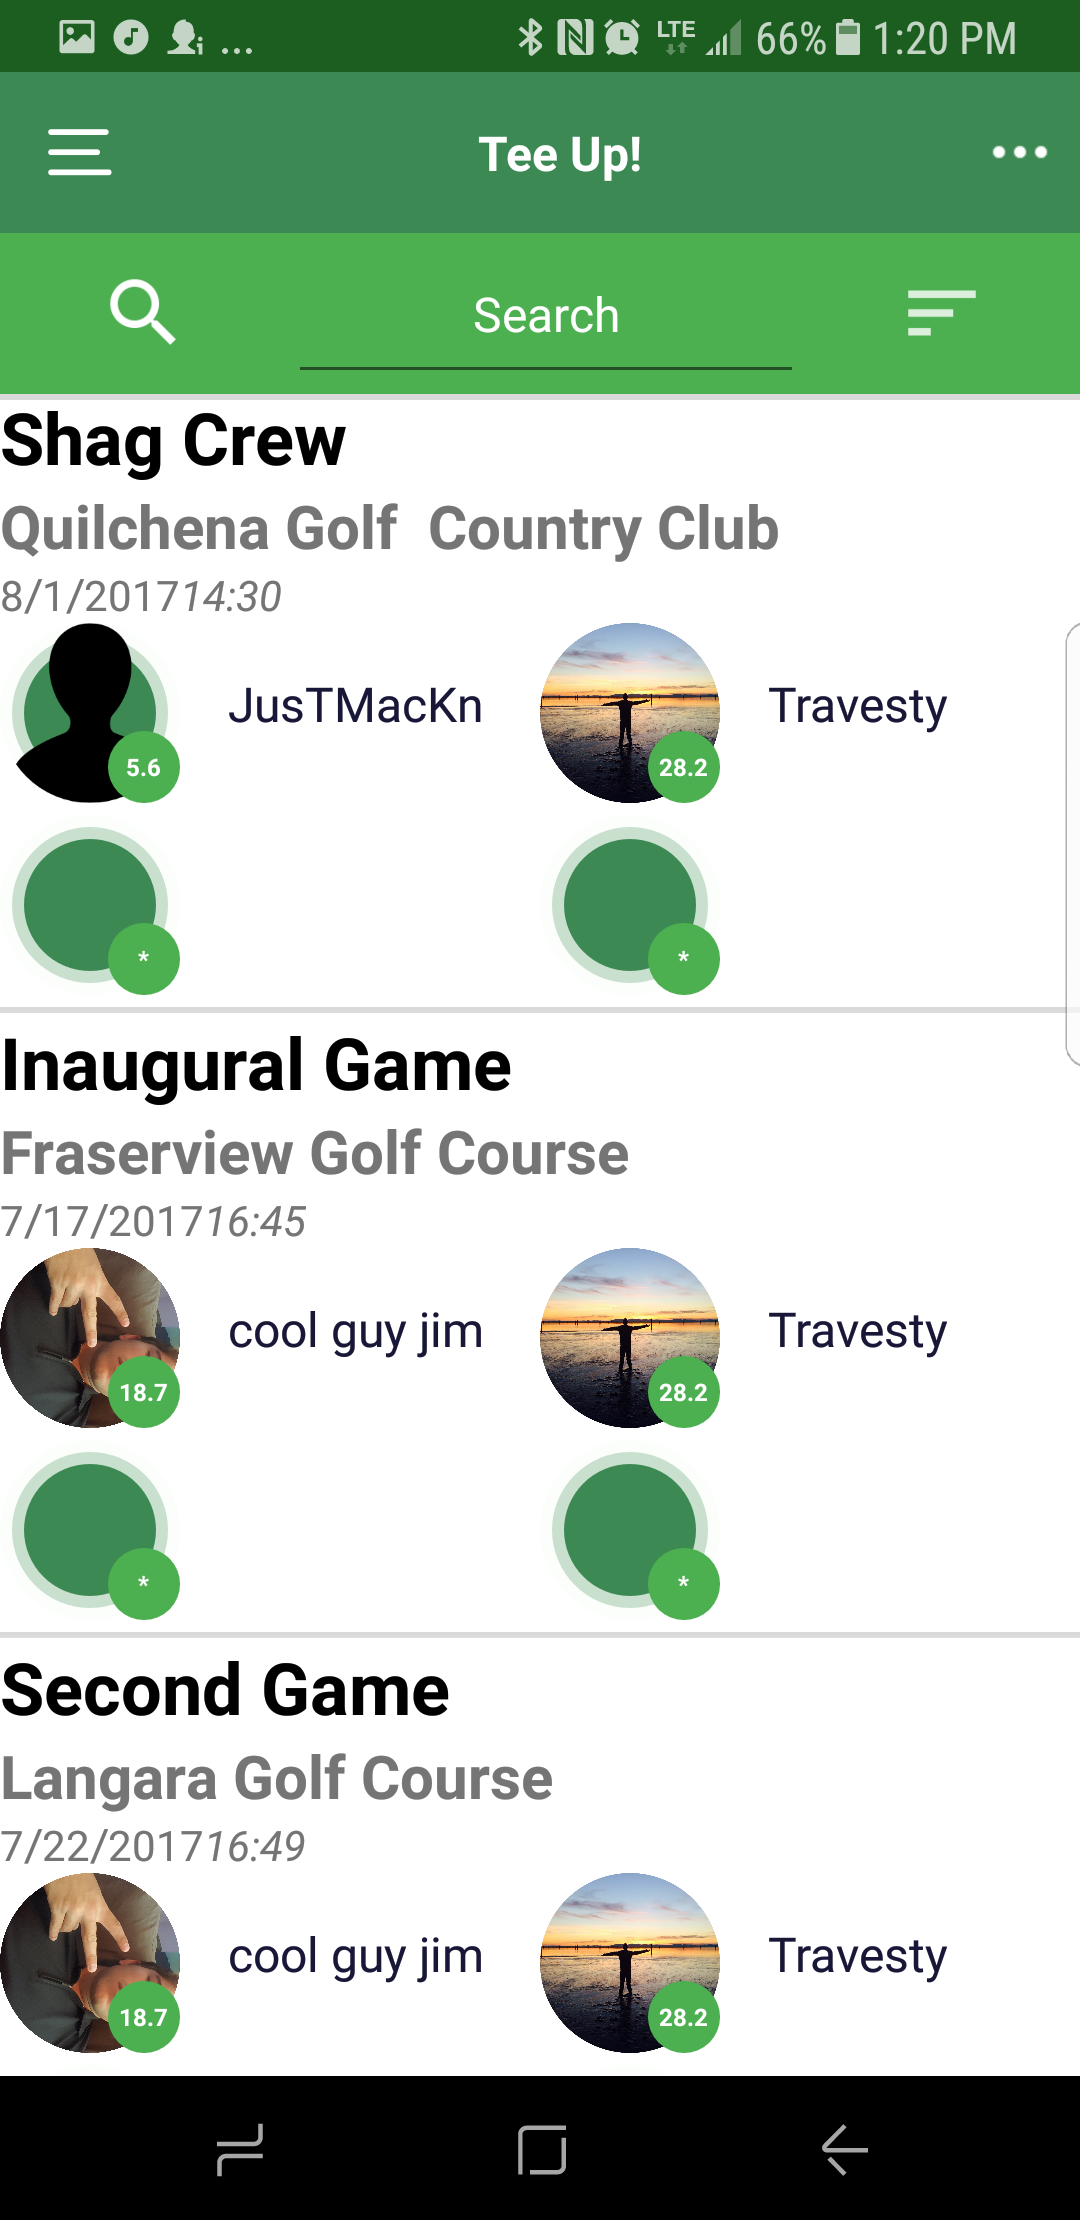 ... LTE 66% 1:20 PM
Tee Up!
Search
Shag Crew
Quilchena Golf  Country Club
8/1/201714:30
JusTMacKn Travesty
5.6 28.2
* *
Inaugural Game
Fraserview Golf Course
7/17/201716:45
cool guy jim Travesty
18.7 28.2
* *
Second Game
Langara Golf Course
7/22/201716:49
cool guy jim Travesty
18.7 28.2